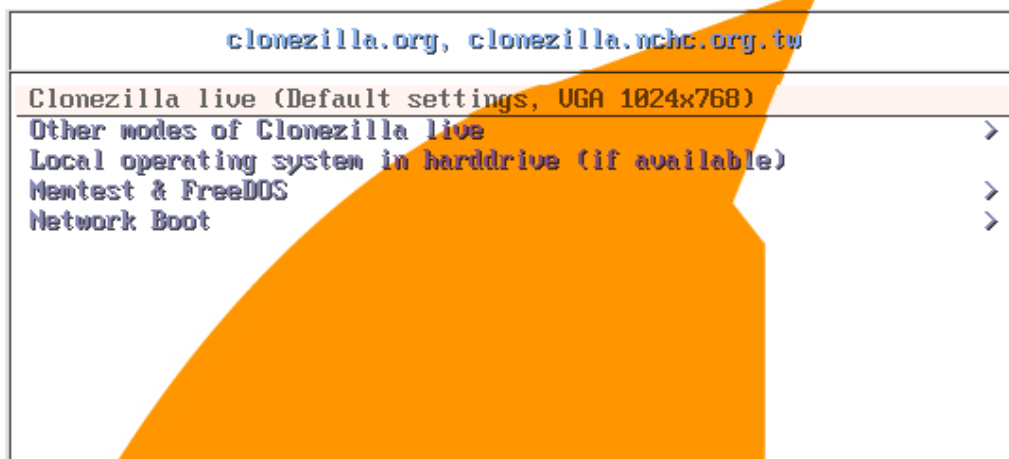 clonezilla.org, clonezilla.nchc.org.tw
Clonezilla live (Default settings, VGA 1024x768)
Other modes of Clonezilla live >
Local operating system in harddrive (if available)
Memtest & FreeDOS >
Network Boot >